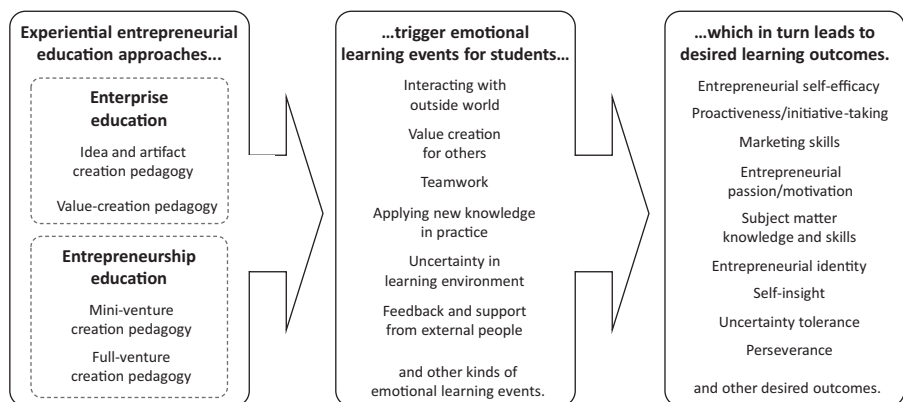 Experiential entrepreneurial
education approaches...
Enterprise
education
Idea and artifact
creation pedagogy
Value-creation pedagogy
Entrepreneurship
education
Mini-venture
creation pedagogy
Full-venture
creation pedagogy
...trigger emotional
learning events for students...
Interacting with
outside world
Value creation
for others
Teamwork
Applying new knowledge
in practice
Uncertainty in
learning environment
Feedback and support
from external people
and other kinds of
emotional learning events.
...which in turn leads to
desired learning outcomes.
Entrepreneurial self-efficacy
Proactiveness/initiative-taking
Marketing skills
Entrepreneurial
passion/motivation
Subject matter
knowledge and skills
Entrepreneurial identity
Self-insight
Uncertainty tolerance
Perseverance
and other desired outcomes.